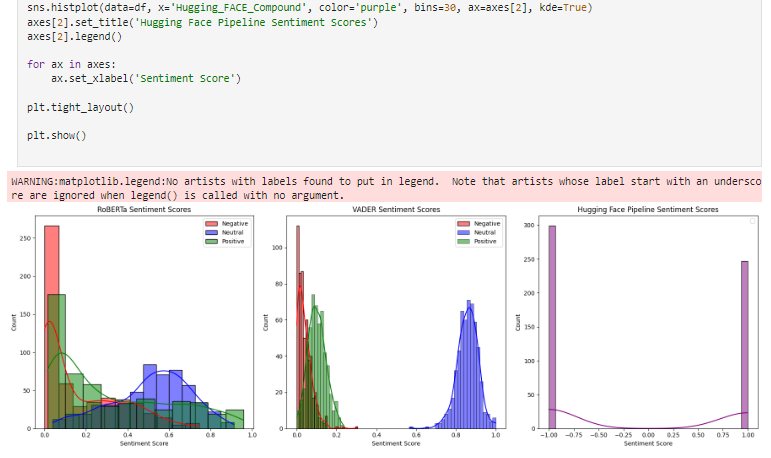 sns.histplot(data=df, x='Hugging_FACE_Compound', color='purple', bins=30, ax=axes[2], kde=True)
axes[2].set_title('Hugging Face Pipeline Sentiment Scores')
axes[2].legend()
for ax in axes:
    ax.set_xlabel('Sentiment Score')
plt.tight_layout()
plt.show()
WARNING:matplotlib.legend:No artists with labels found to put in legend.  Note that artists whose label start with an undersco
re are ignored when legend() is called with no argument.
RoBERTa Sentiment Scores
Negative
Neutral
Positive
250
200
150
100
50
0
Count
0.0 0.2 0.4 0.6 0.8 1.0
Sentiment Score
VADER Sentiment Scores
Negative
Neutral
Positive
100
80
60
40
20
0
Count
0.0 0.2 0.4 0.6 0.8 1.0
Sentiment Score
Hugging Face Pipeline Sentiment Scores
300
250
200
150
100
50
0
Count
−1.00 −0.75 −0.50 −0.25 0.00 0.25 0.50 0.75 1.00
Sentiment Score